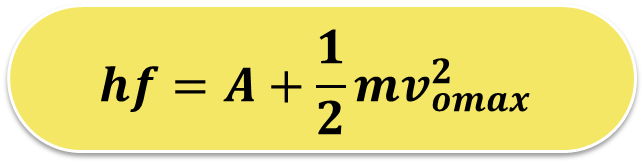 hf = A + 1/2 mv²ₒₘₐₓ